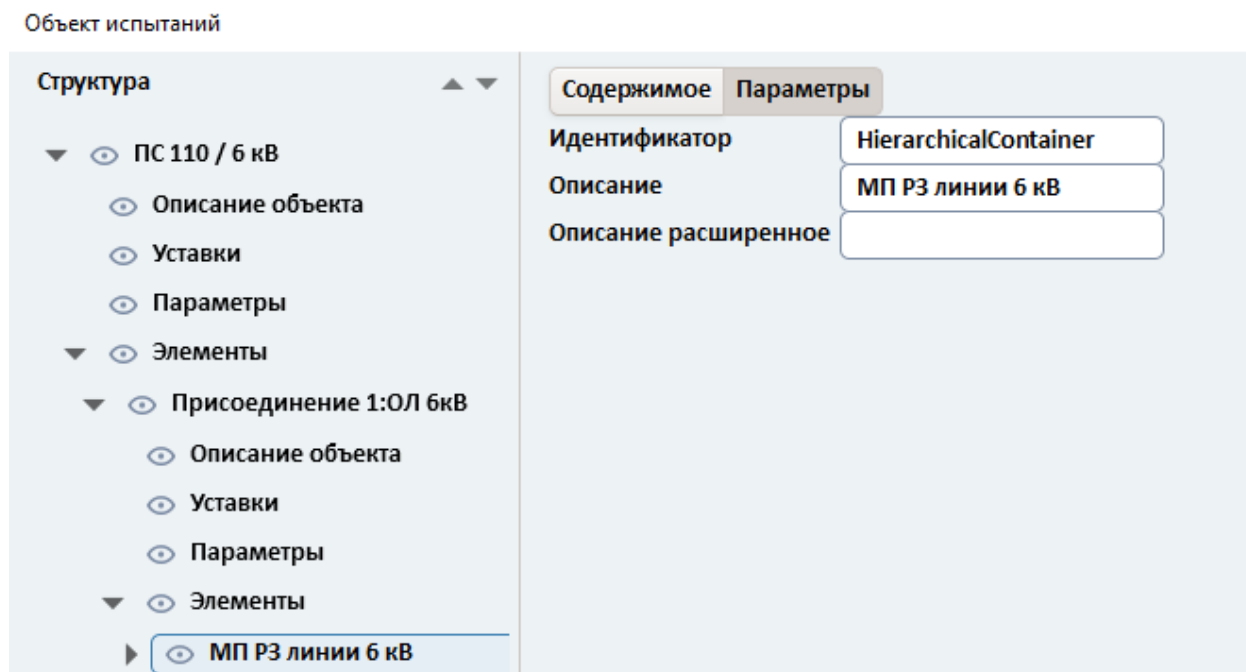 Объект испытаний
Структура
ПС 110 / 6 кВ
Описание объекта
Уставки
Параметры
Элементы
Присоединение 1:ОЛ 6кВ
Описание объекта
Уставки
Параметры
Элементы
МП РЗ линии 6 кВ
Содержимое Параметры
Идентификатор HierarchicalContainer
Описание МП РЗ линии 6 кВ
Описание расширенное